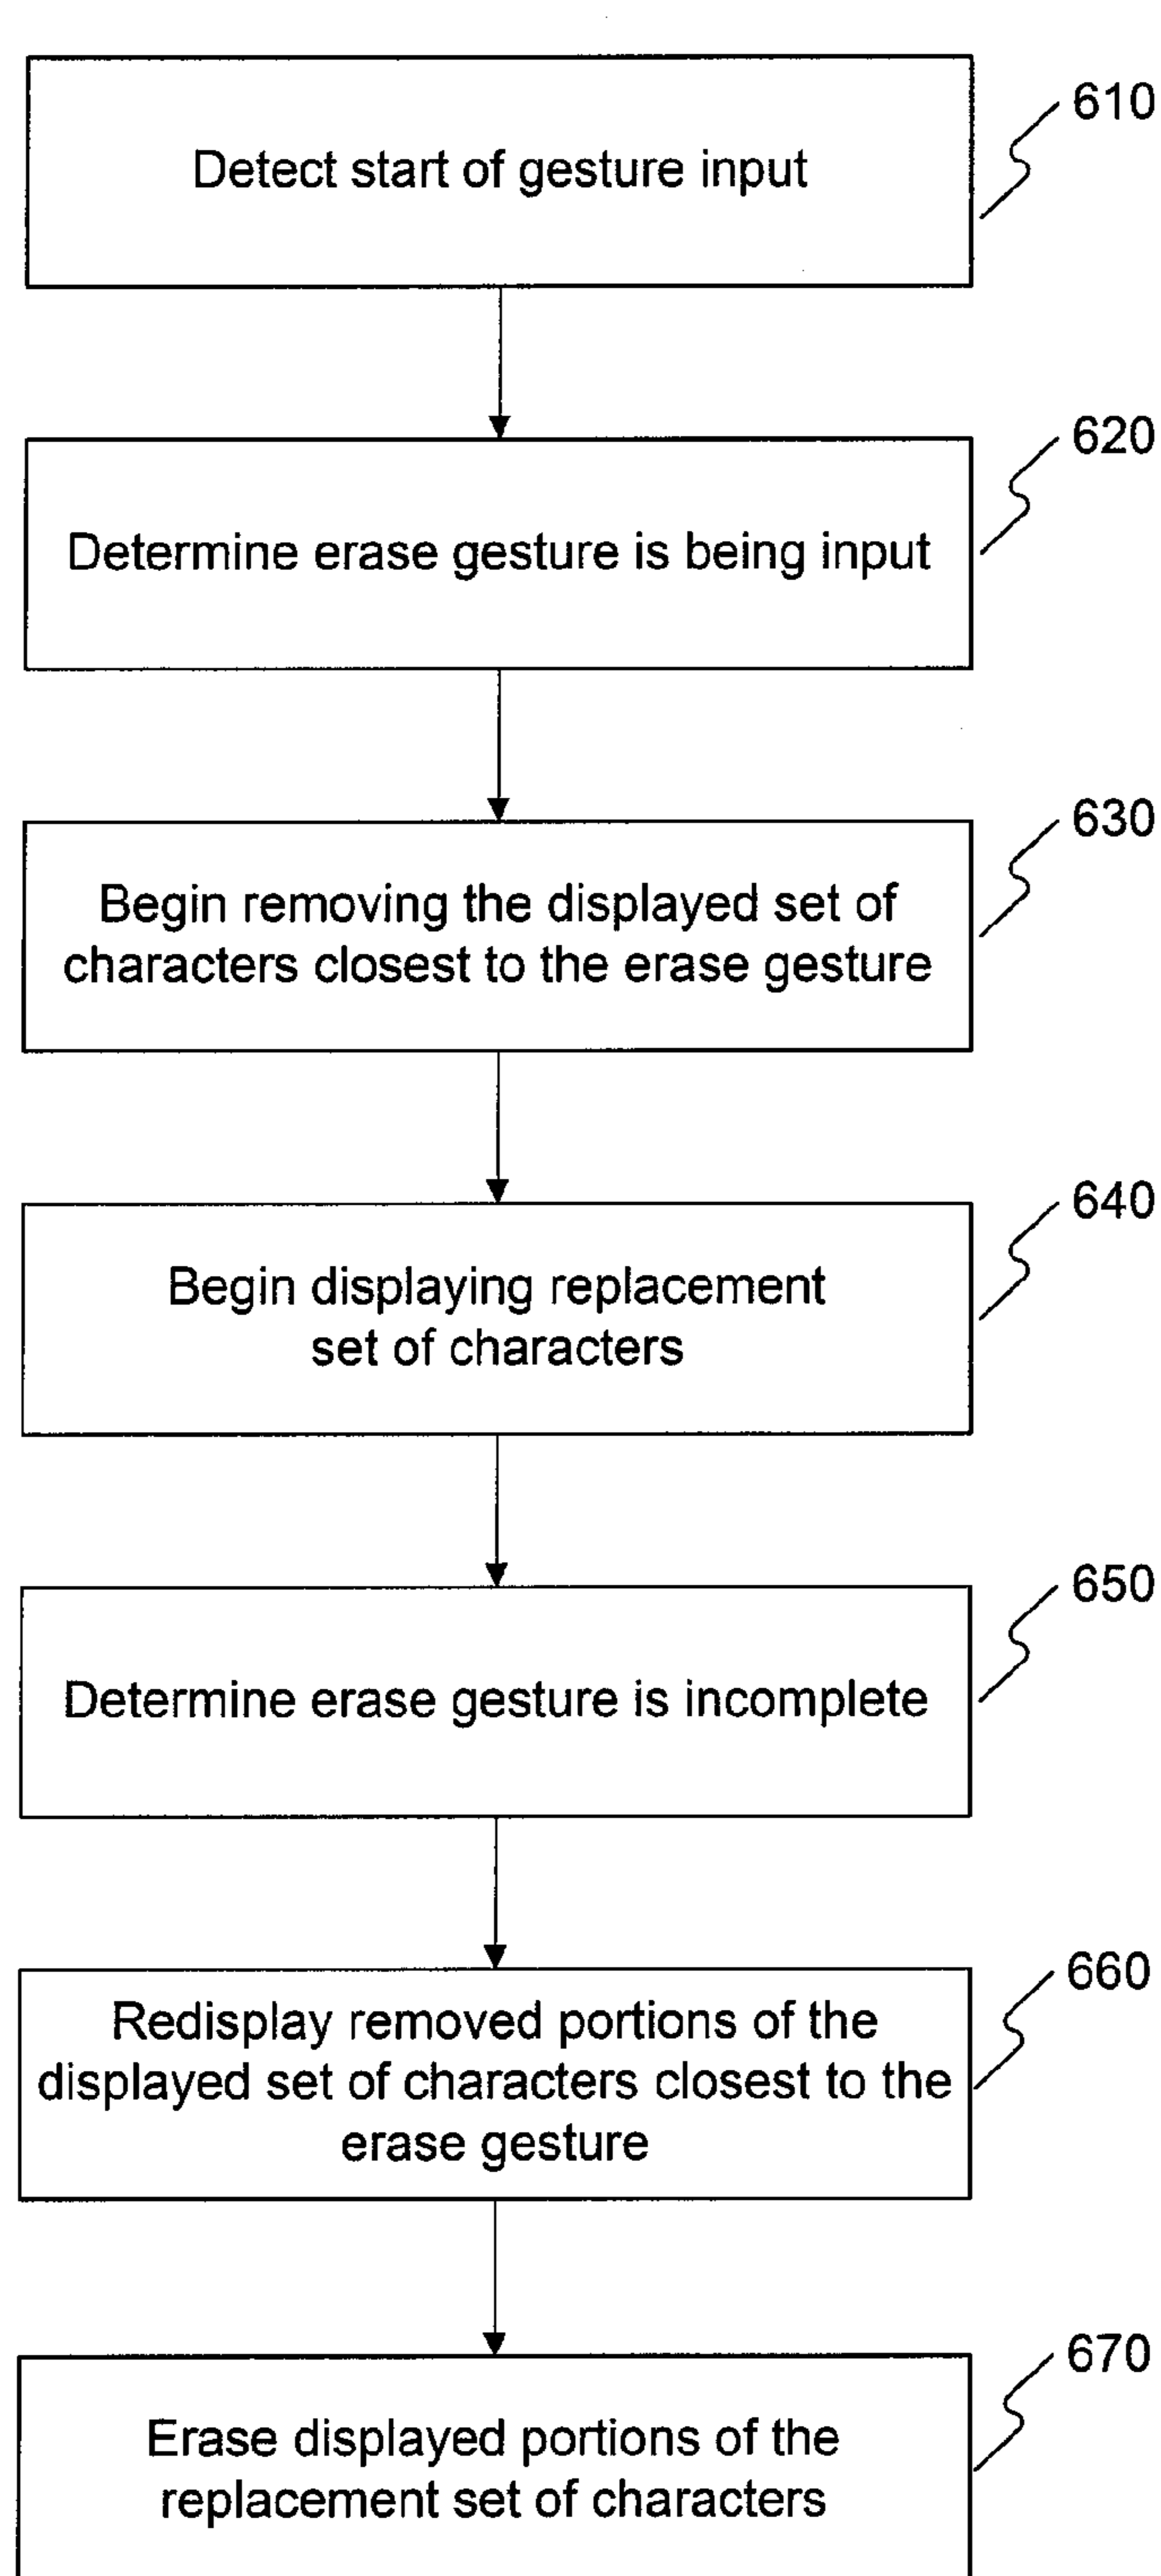 610
Detect start of gesture input
620
Determine erase gesture is being input
630
Begin removing the displayed set of
characters closest to the erase gesture
640
Begin displaying replacement
set of characters
650
Determine erase gesture is incomplete
660
Redisplay removed portions of the
displayed set of characters closest to the
erase gesture
670
Erase displayed portions of the
replacement set of characters